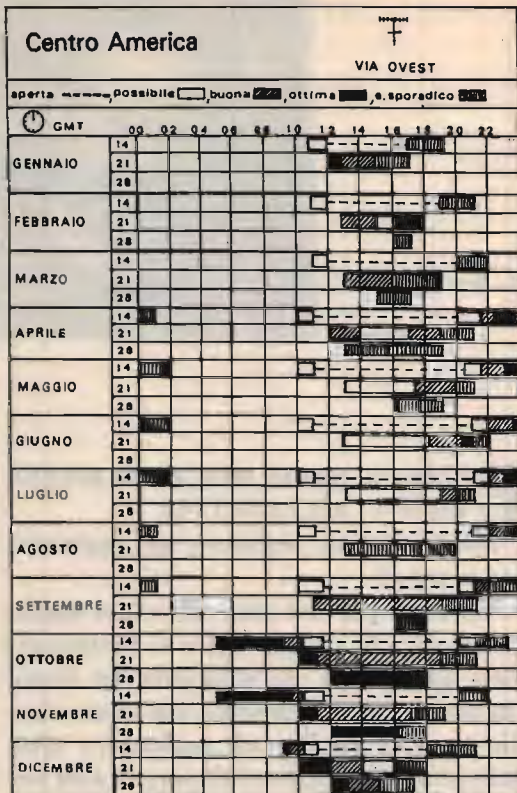 Centro America
VIA OVEST
aperta -----, possibile , buona , ottima , e. sporadico
GMT 00 02 04 06 08 10 12 14 16 18 20 22
GENNAIO 14
21
28
FEBBRAIO 14
21
28
MARZO 14
21
28
APRILE 14
21
28
MAGGIO 14
21
28
GIUGNO 14
21
28
LUGLIO 14
21
28
AGOSTO 14
21
28
SETTEMBRE 14
21
28
OTTOBRE 14
21
28
NOVEMBRE 14
21
28
DICEMBRE 14
21
28